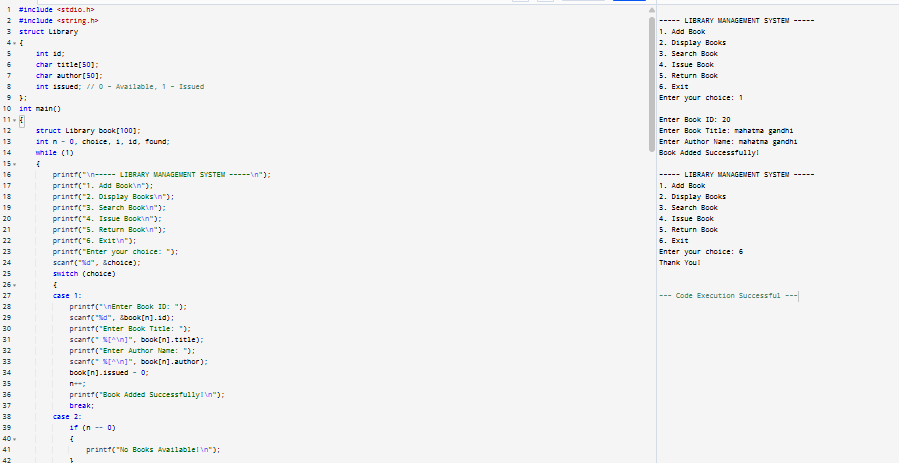 1 #include <stdio.h>
2 #include <string.h>
3 struct Library
4 {
5 int id;
6 char title[50];
7 char author[50];
8 int issued; // 0 = Available, 1 = Issued
9 };
10 int main()
11 {
12 struct Library book[100];
13 int n = 0, choice, i, id, found;
14 while (1)
15 {
16 printf("\n----- LIBRARY MANAGEMENT SYSTEM -----\n");
17 printf("1. Add Book\n");
18 printf("2. Display Books\n");
19 printf("3. Search Book\n");
20 printf("4. Issue Book\n");
21 printf("5. Return Book\n");
22 printf("6. Exit\n");
23 printf("Enter your choice: ");
24 scanf("%d", &choice);
25 switch (choice)
26 {
27 case 1:
28 printf("\nEnter Book ID: ");
29 scanf("%d", &book[n].id);
30 printf("Enter Book Title: ");
31 scanf(" %[^\n]", book[n].title);
32 printf("Enter Author Name: ");
33 scanf(" %[^\n]", book[n].author);
34 book[n].issued = 0;
35 n++;
36 printf("Book Added Successfully!\n");
37 break;
38 case 2:
39 if (n == 0)
40 {
41 printf("No Books Available!\n");
42 }
----- LIBRARY MANAGEMENT SYSTEM -----
1. Add Book
2. Display Books
3. Search Book
4. Issue Book
5. Return Book
6. Exit
Enter your choice: 1
Enter Book ID: 20
Enter Book Title: mahatma gandhi
Enter Author Name: mahatma gandhi
Book Added Successfully!
----- LIBRARY MANAGEMENT SYSTEM -----
1. Add Book
2. Display Books
3. Search Book
4. Issue Book
5. Return Book
6. Exit
Enter your choice: 6
Thank You!
--- Code Execution Successful ---